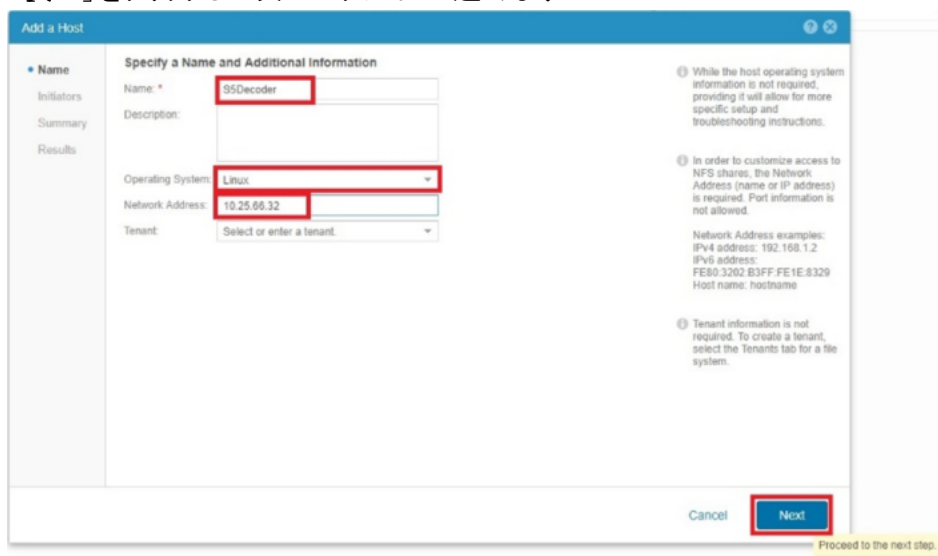 Add a Host
Name
Initiators
Summary
Results
Specify a Name and Additional Information
Name: *
S5Decoder
Description:
Operating System:
Linux
Network Address:
10.25.66.32
Tenant:
Select or enter a tenant.
While the host operating system
information is not required,
providing it will allow for more
specific setup and
troubleshooting instructions.
In order to customize access to
NFS shares, the Network
Address (name or IP address)
is required. Port information is
not allowed.
Network Address examples:
IPv4 address: 192.168.1.2
IPv6 address:
FE80:3202:B3FF:FE1E:8329
Host name: hostname
Tenant information is not
required. To create a tenant,
select the Tenants tab for a file
system.
Cancel
Next
Proceed to the next step.